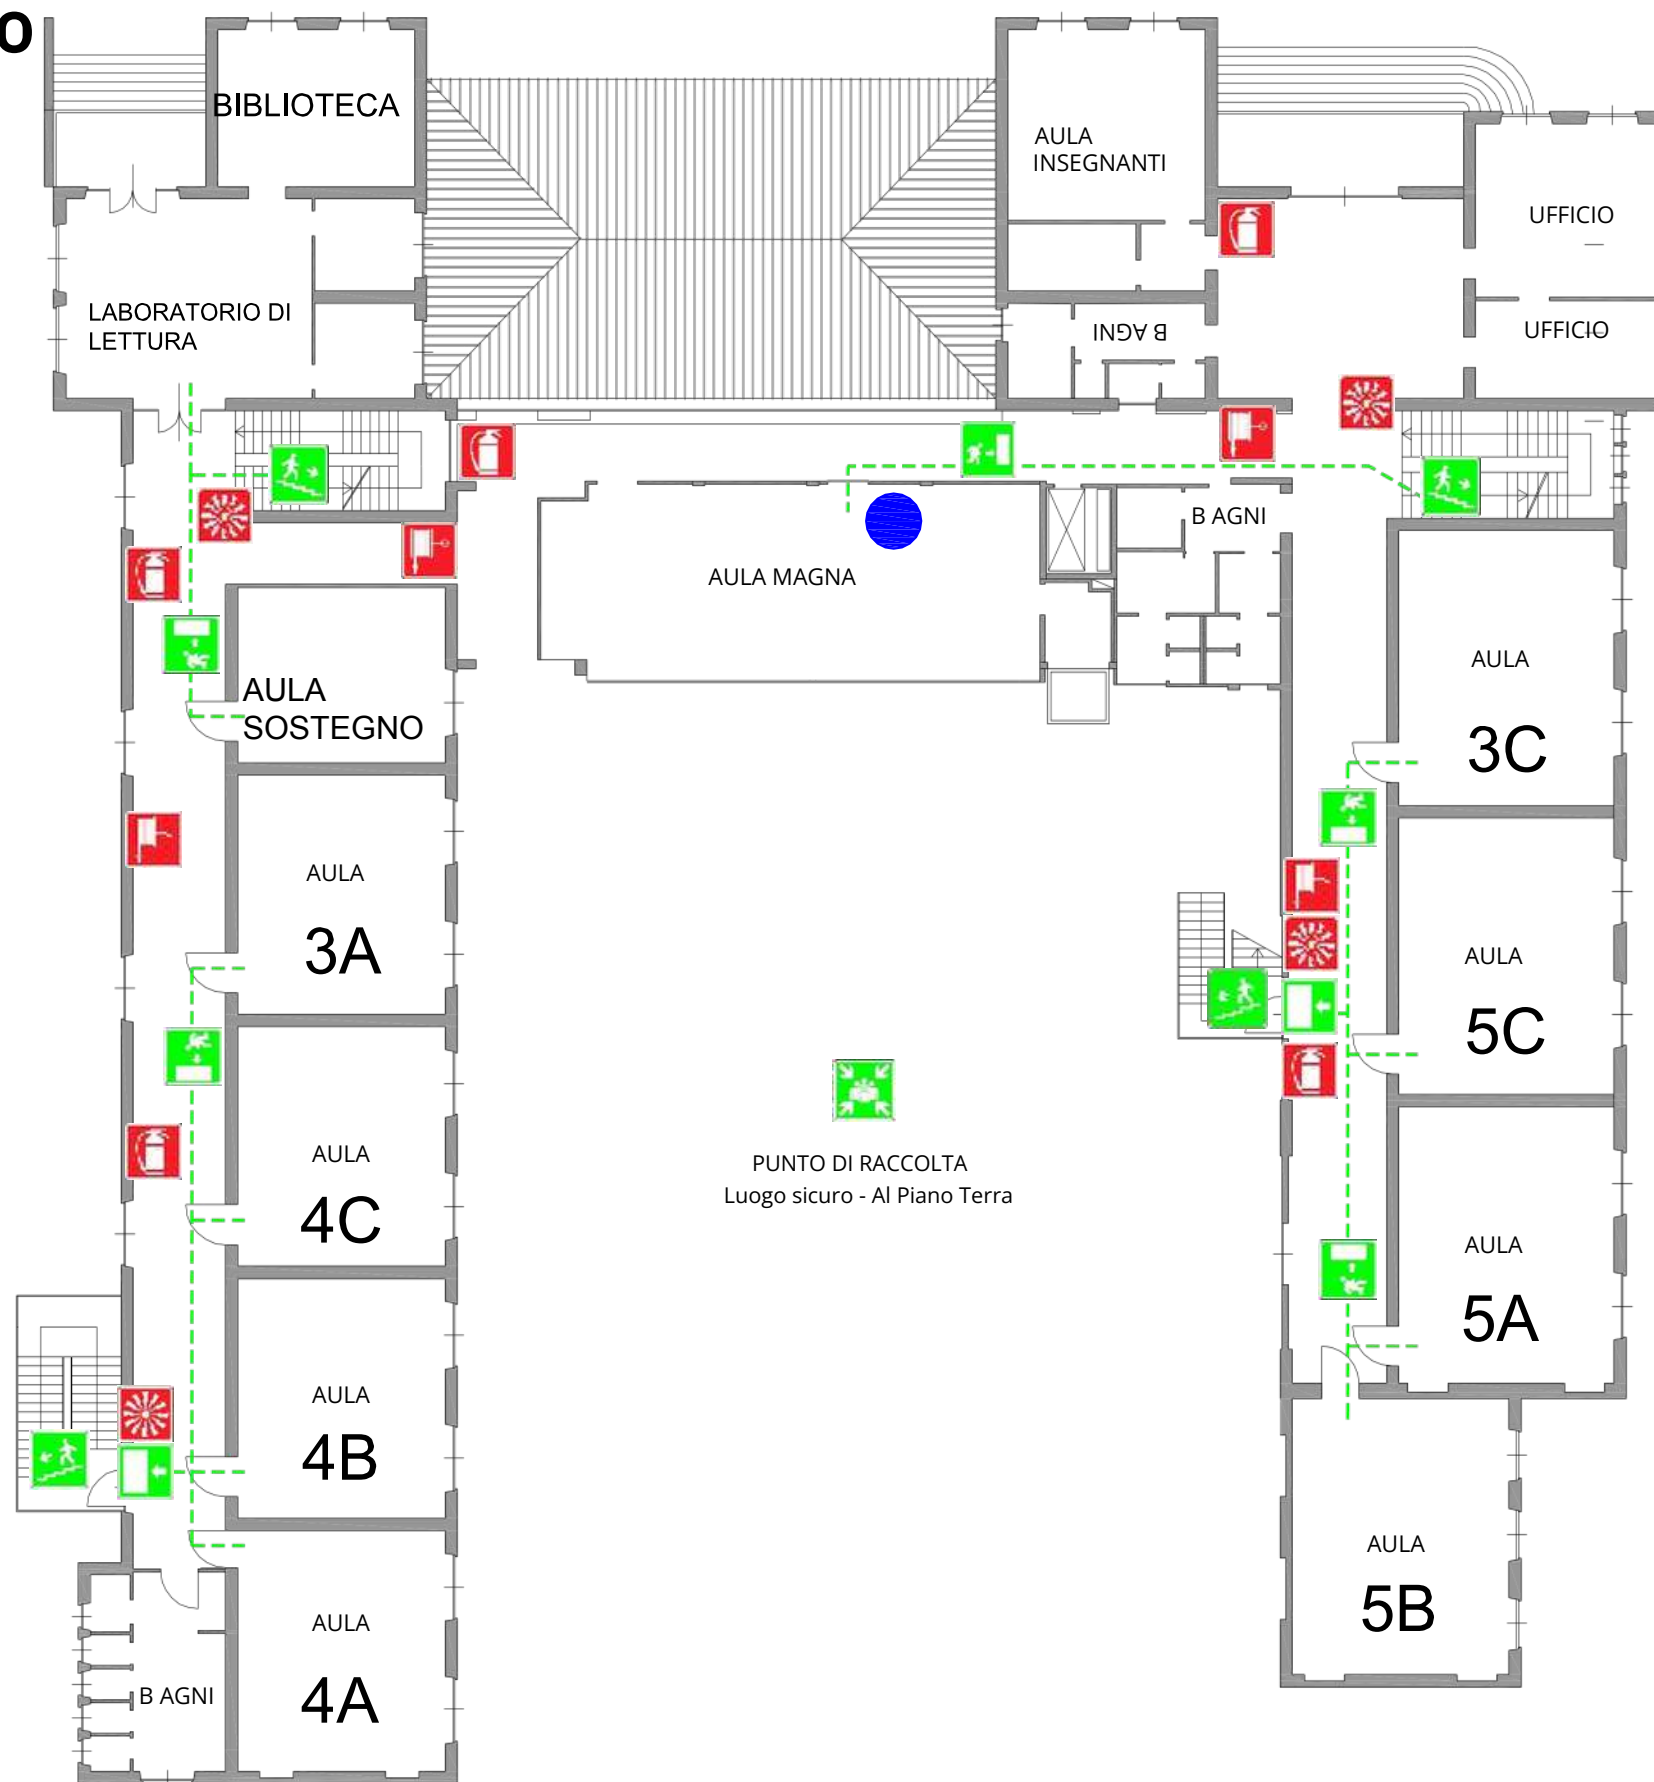 O
BIBLIOTECA
AULA
INSEGNANTI
UFFICIO
LABORATORIO DI
LETTURA
B AGNI
UFFICIO
B AGNI
AULA MAGNA
AULA
SOSTEGNO
AULA
3C
AULA
3A
AULA
5C
PUNTO DI RACCOLTA
Luogo sicuro - Al Piano Terra
AULA
4C
AULA
5A
AULA
4B
AULA
5B
AULA
4A
B AGNI